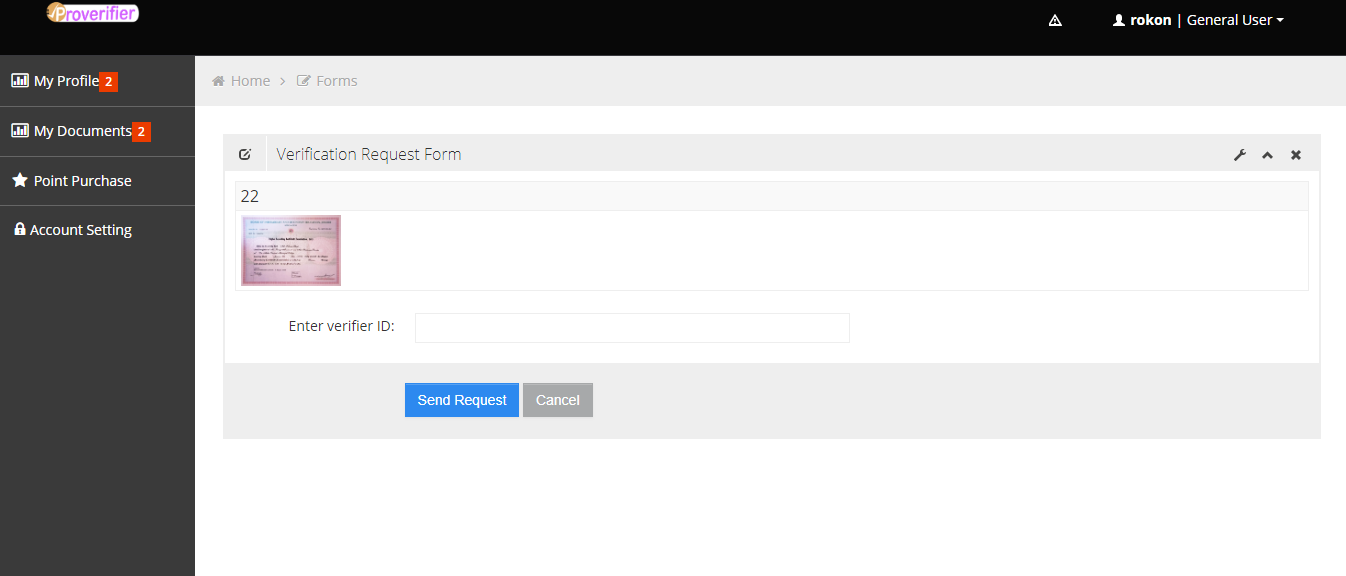 Proverifier
rokon | General User
My Profile 2
My Documents 2
Point Purchase
Account Setting
Home > Forms
Verification Request Form
22
Enter verifier ID:
Send Request Cancel